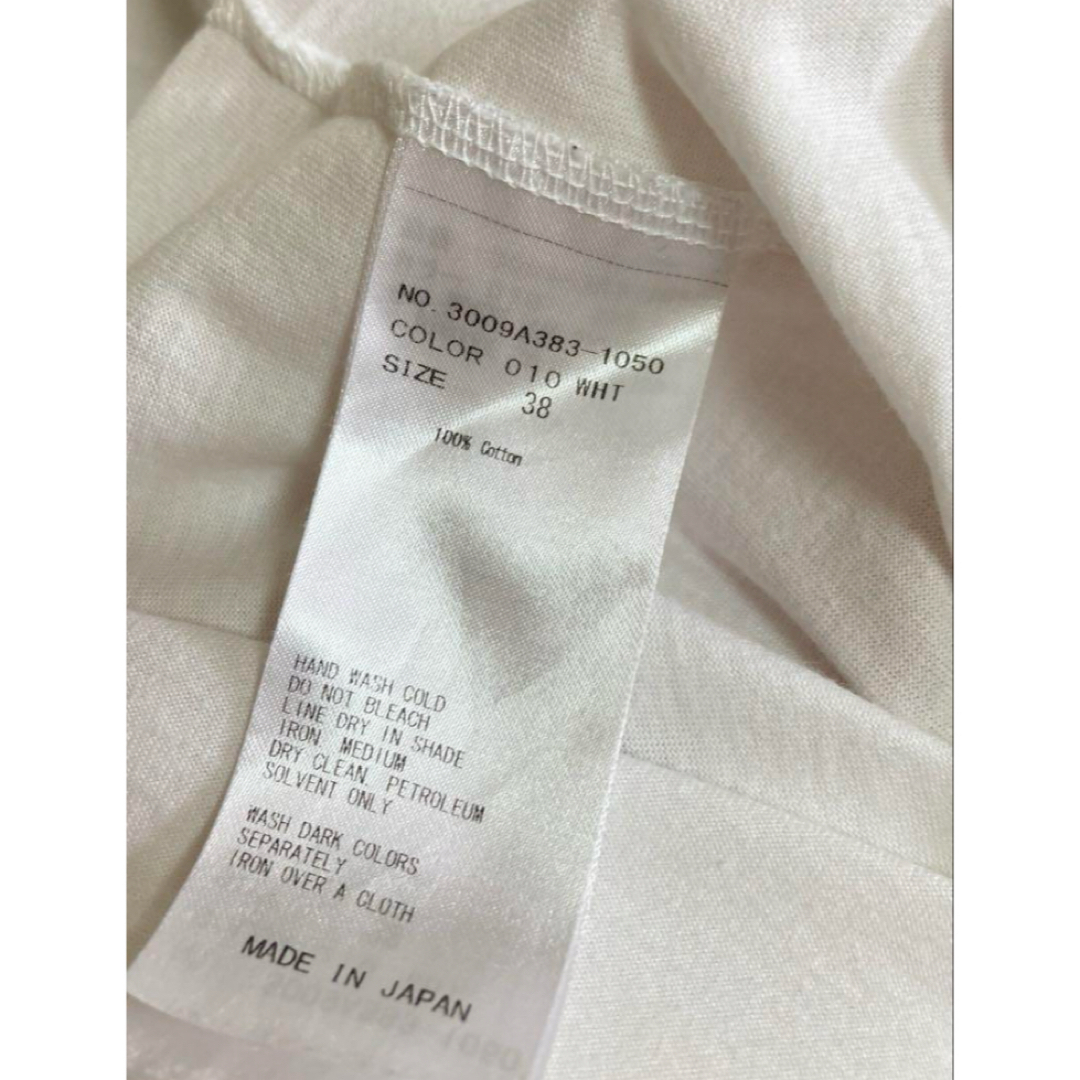 NO. 3009A383-1050
COLOR 010 WHT
SIZE 38
100% Cotton
HAND WASH COLD
DO NOT BLEACH
LINE DRY IN SHADE
IRON, MEDIUM
DRY CLEAN, PETROLEUM
SOLVENT ONLY
WASH DARK COLORS
SEPARATELY
IRON OVER A CLOTH
MADE IN JAPAN